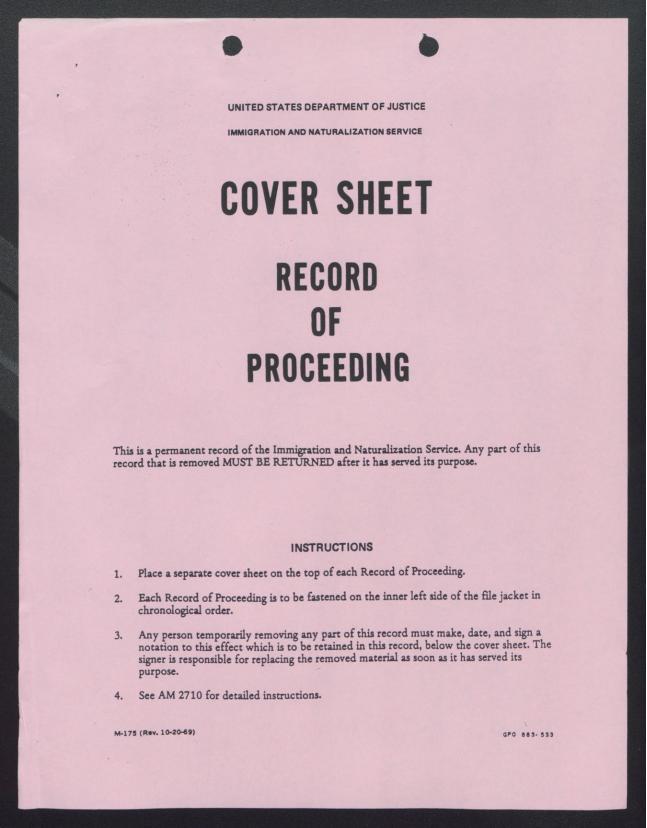 UNITED STATES DEPARTMENT OF JUSTICE
IMMIGRATION AND NATURALIZATION SERVICE
COVER SHEET
RECORD
OF
PROCEEDING
This is a permanent record of the Immigration and Naturalization Service. Any part of this
record that is removed MUST BE RETURNED after it has served its purpose.
INSTRUCTIONS
1. Place a separate cover sheet on the top of each Record of Proceeding.
2. Each Record of Proceeding is to be fastened on the inner left side of the file jacket in
chronological order.
3. Any person temporarily removing any part of this record must make, date, and sign a
notation to this effect which is to be retained in this record, below the cover sheet. The
signer is responsible for replacing the removed material as soon as it has served its
purpose.
4. See AM 2710 for detailed instructions.
M-175 (Rev. 10-20-69)
GPO 883-533